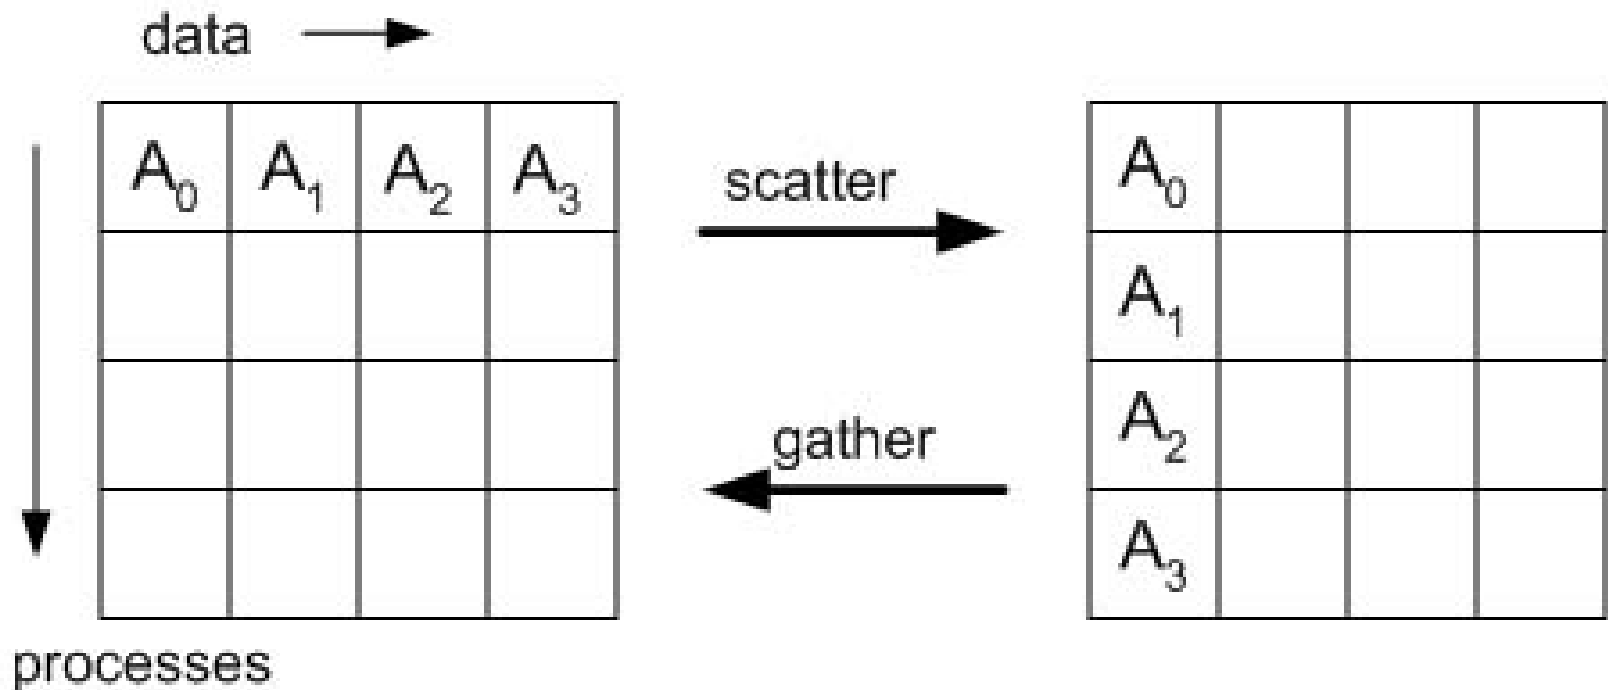 data
A₀ A₁ A₂ A₃
scatter
gather
A₀
A₁
A₂
A₃
processes